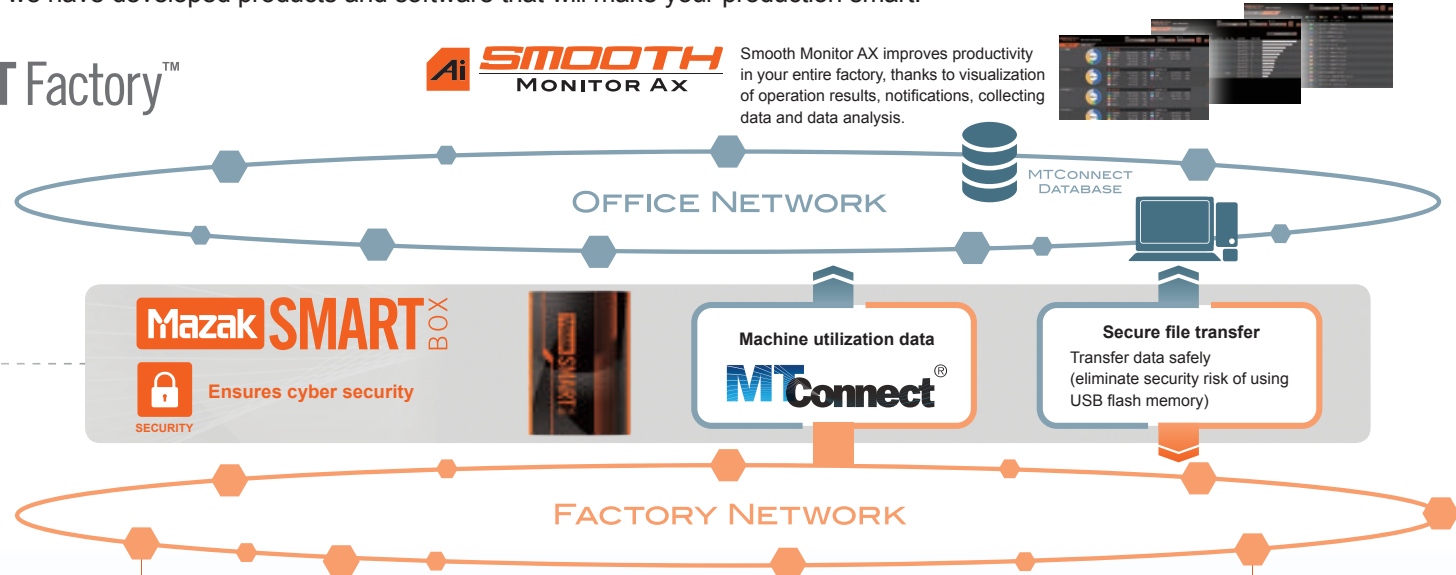 we have developed products and software that will make your production smart.
T Factory™
Ai SMOOTH
MONITOR AX
Smooth Monitor AX improves productivity
in your entire factory, thanks to visualization
of operation results, notifications, collecting
data and data analysis.
MTCONNECT
DATABASE
OFFICE NETWORK
Mazak SMART BOX
SECURITY
Ensures cyber security
Mazak SMART
Machine utilization data
MTConnect®
Secure file transfer
Transfer data safely
(eliminate security risk of using
USB flash memory)
FACTORY NETWORK